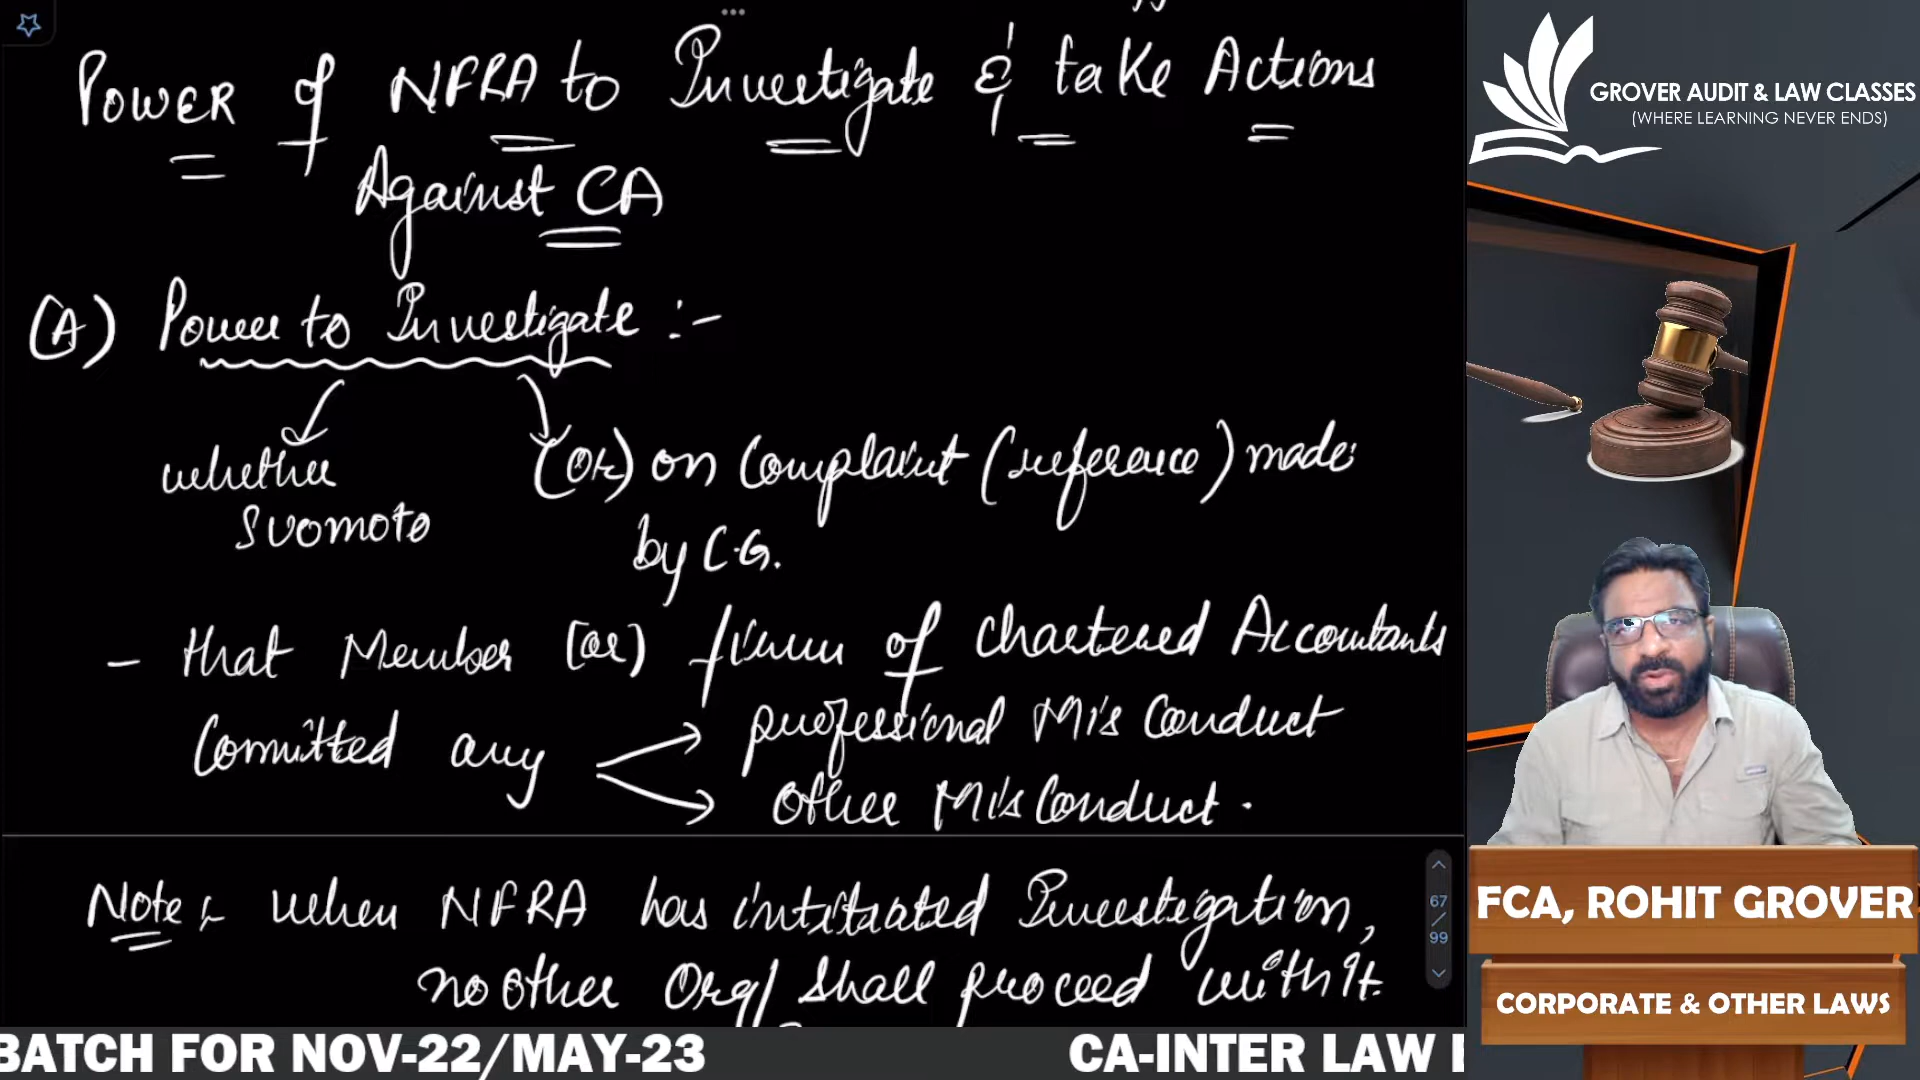 Power of NFRA to Investigate & take Actions
Against CA
(A) Power to Investigate :-
whether
Suomoto
(or) on Complaint (reference) made
by C.G.
- that Member (or) firm of Chartered Accountants
Committed any
professional Mis Conduct
Other Mis Conduct.
Note :- when NFRA has intitiated Investigation,
no other Org/ shall proceed with it.
67
/
99
BATCH FOR NOV-22/MAY-23
CA-INTER LAW
GROVER AUDIT & LAW CLASSES
(WHERE LEARNING NEVER ENDS)
FCA, ROHIT GROVER
CORPORATE & OTHER LAWS